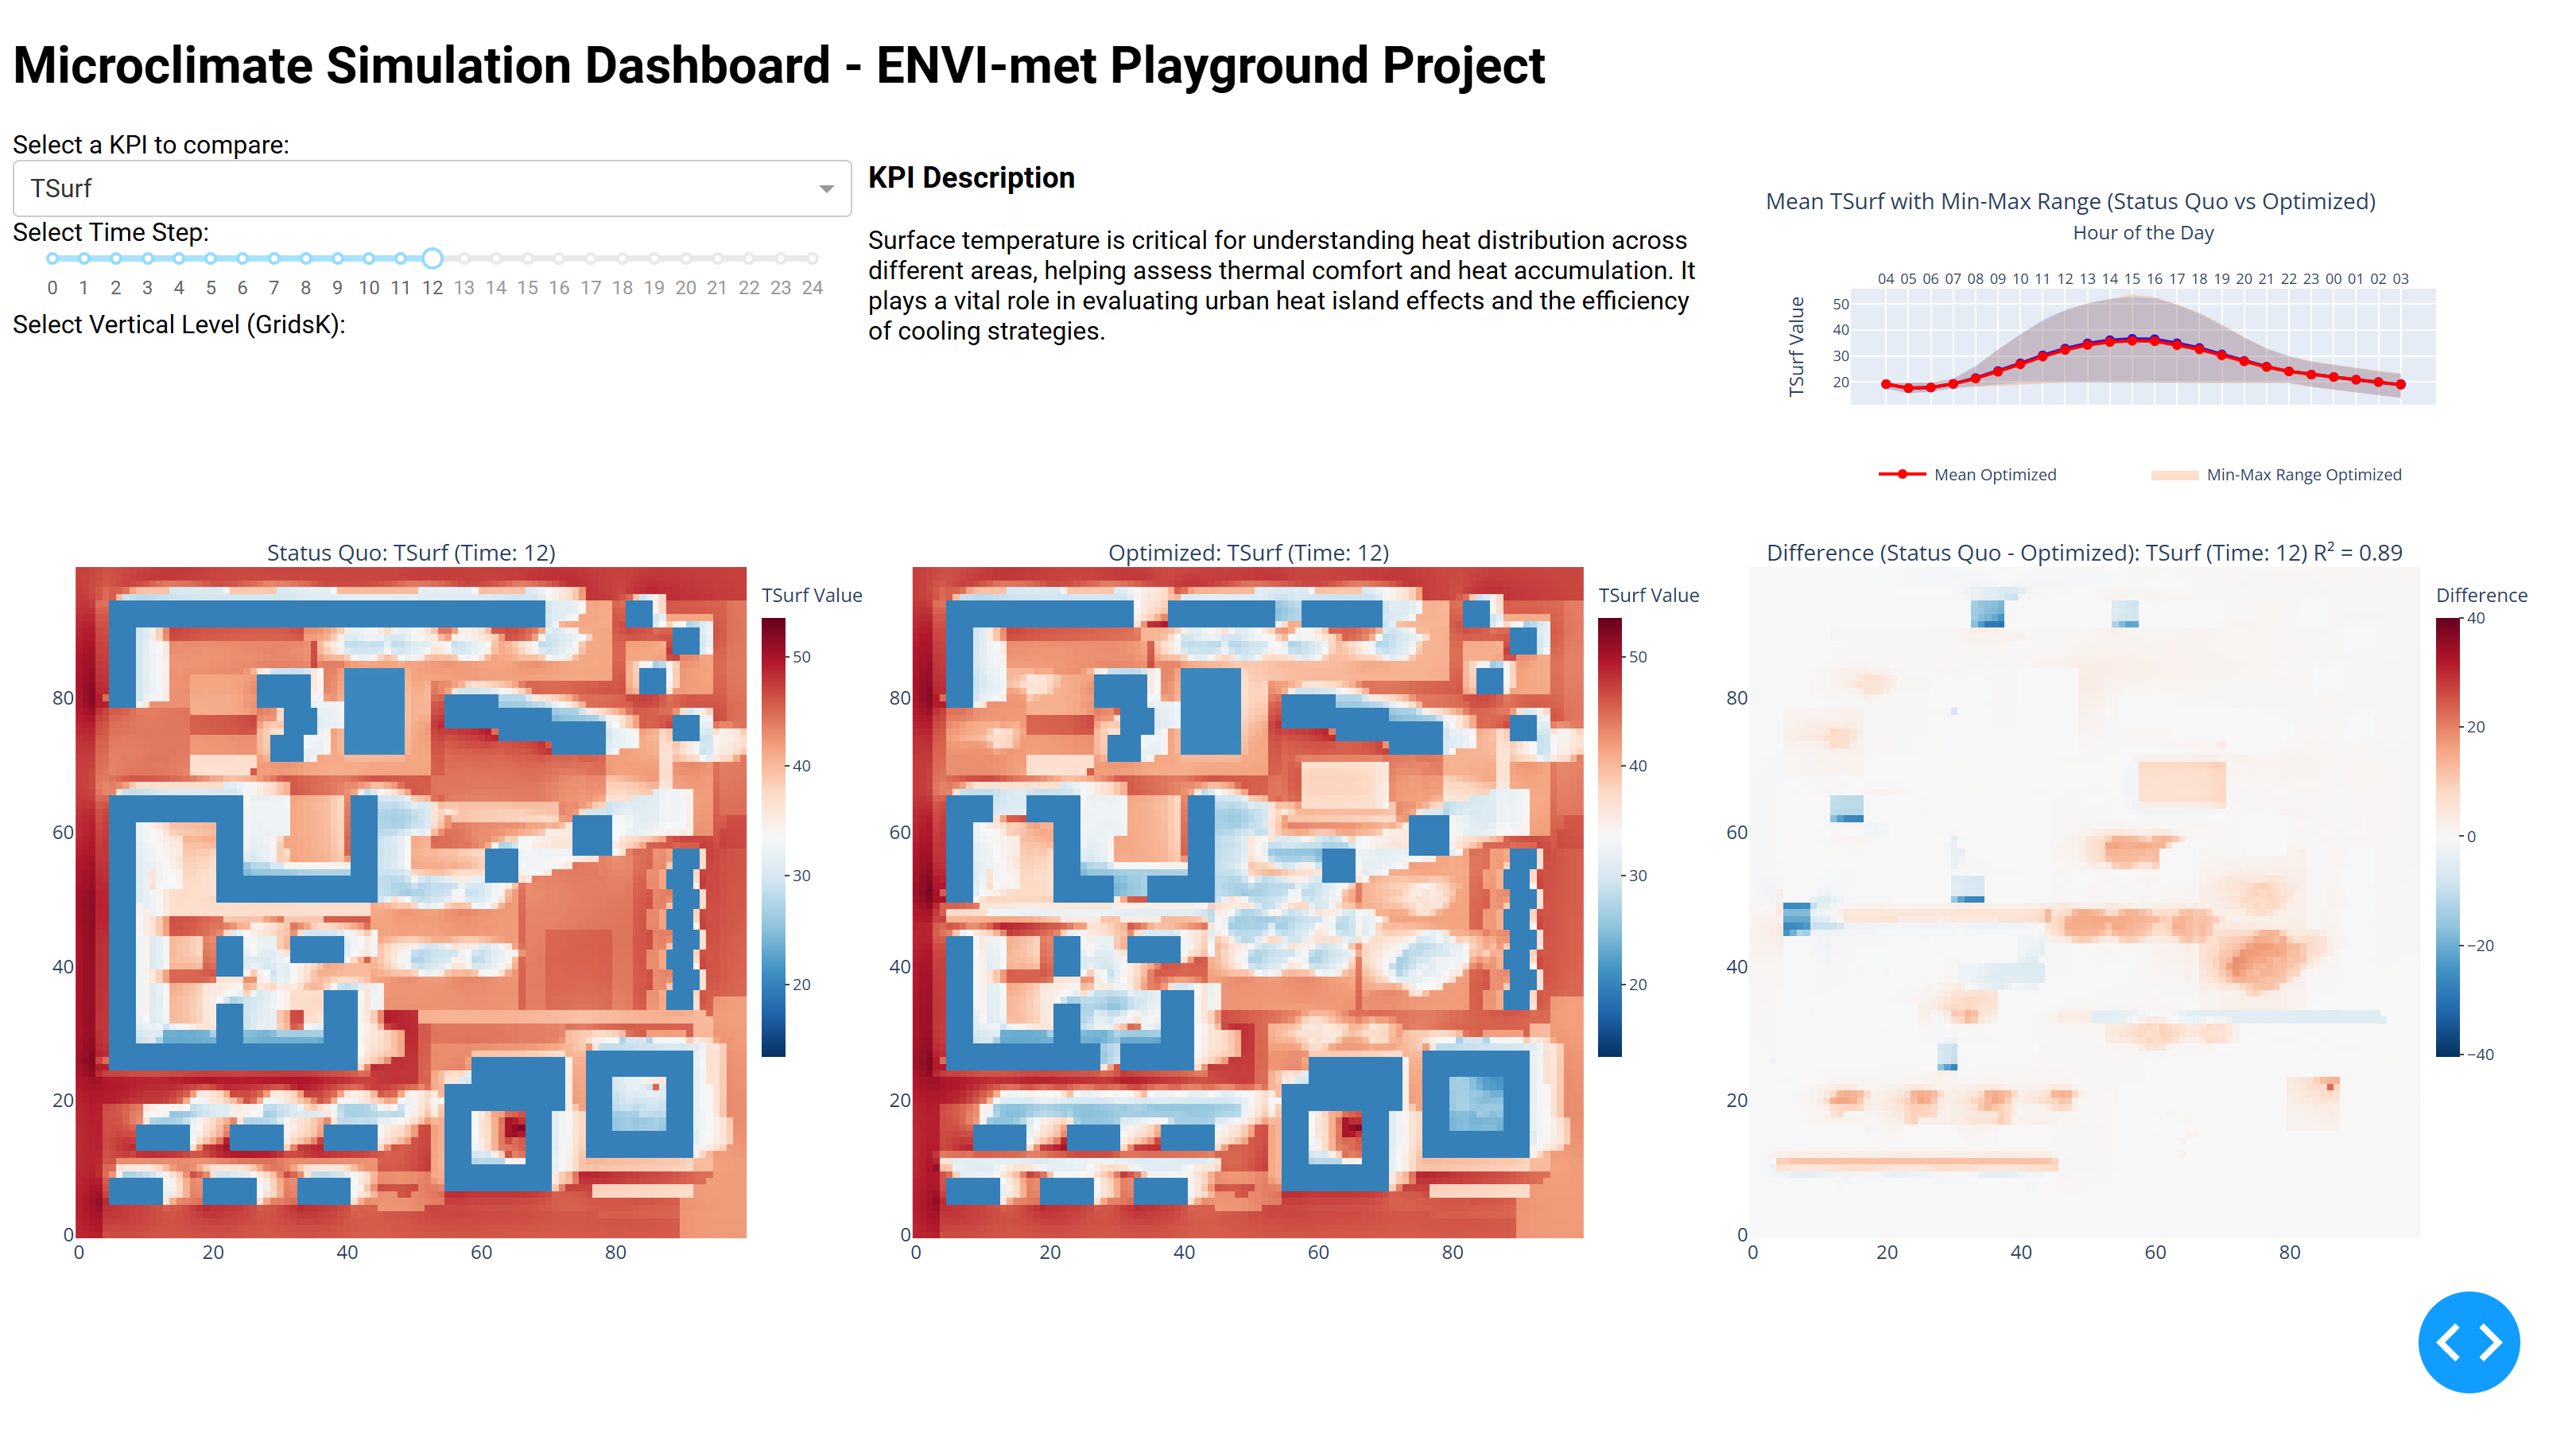 Microclimate Simulation Dashboard - ENVI-met Playground Project
Select a KPI to compare:
TSurf
Select Time Step:
0 1 2 3 4 5 6 7 8 9 10 11 12 13 14 15 16 17 18 19 20 21 22 23 24
Select Vertical Level (GridsK):
KPI Description
Surface temperature is critical for understanding heat distribution across
different areas, helping assess thermal comfort and heat accumulation. It
plays a vital role in evaluating urban heat island effects and the efficiency
of cooling strategies.
Mean TSurf with Min-Max Range (Status Quo vs Optimized)
Hour of the Day
04 05 06 07 08 09 10 11 12 13 14 15 16 17 18 19 20 21 22 23 00 01 02 03
TSurf Value
50
40
30
20
Mean Optimized
Min-Max Range Optimized
Status Quo: TSurf (Time: 12)
80
60
40
20
0
0 20 40 60 80
TSurf Value
50
40
30
20
Optimized: TSurf (Time: 12)
80
60
40
20
0
0 20 40 60 80
TSurf Value
50
40
30
20
Difference (Status Quo - Optimized): TSurf (Time: 12) R² = 0.89
80
60
40
20
0
0 20 40 60 80
Difference
40
20
0
−20
−40